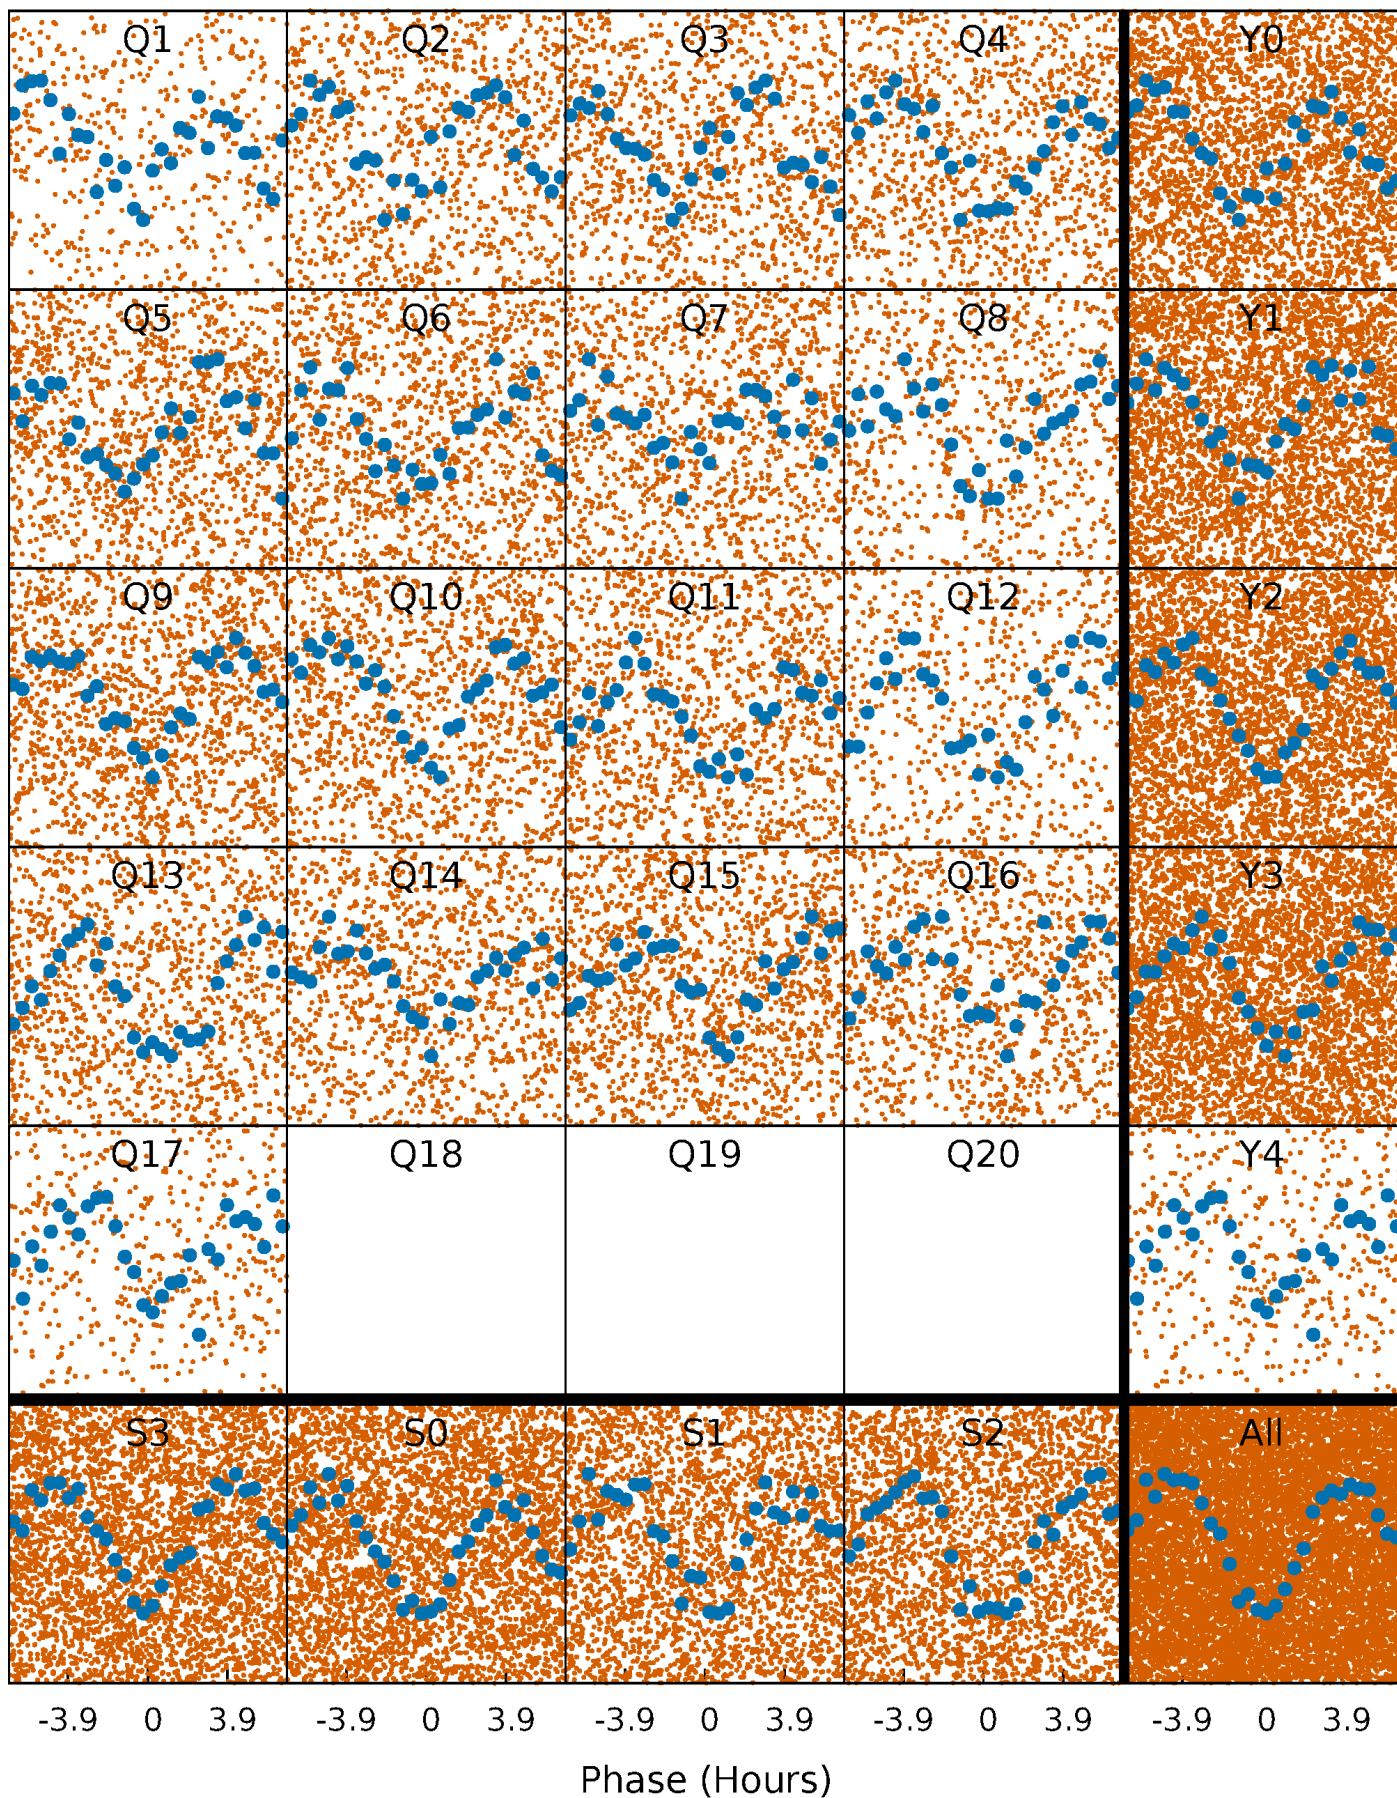 Q1 Q2 Q3 Q4 Y0
Q5 Q6 Q7 Q8 Y1
Q9 Q10 Q11 Q12 Y2
Q13 Q14 Q15 Q16 Y3
Q17 Q18 Q19 Q20 Y4
S3 S0 S1 S2 All
-3.9 0 3.9 -3.9 0 3.9 -3.9 0 3.9 -3.9 0 3.9 -3.9 0 3.9
Phase (Hours)